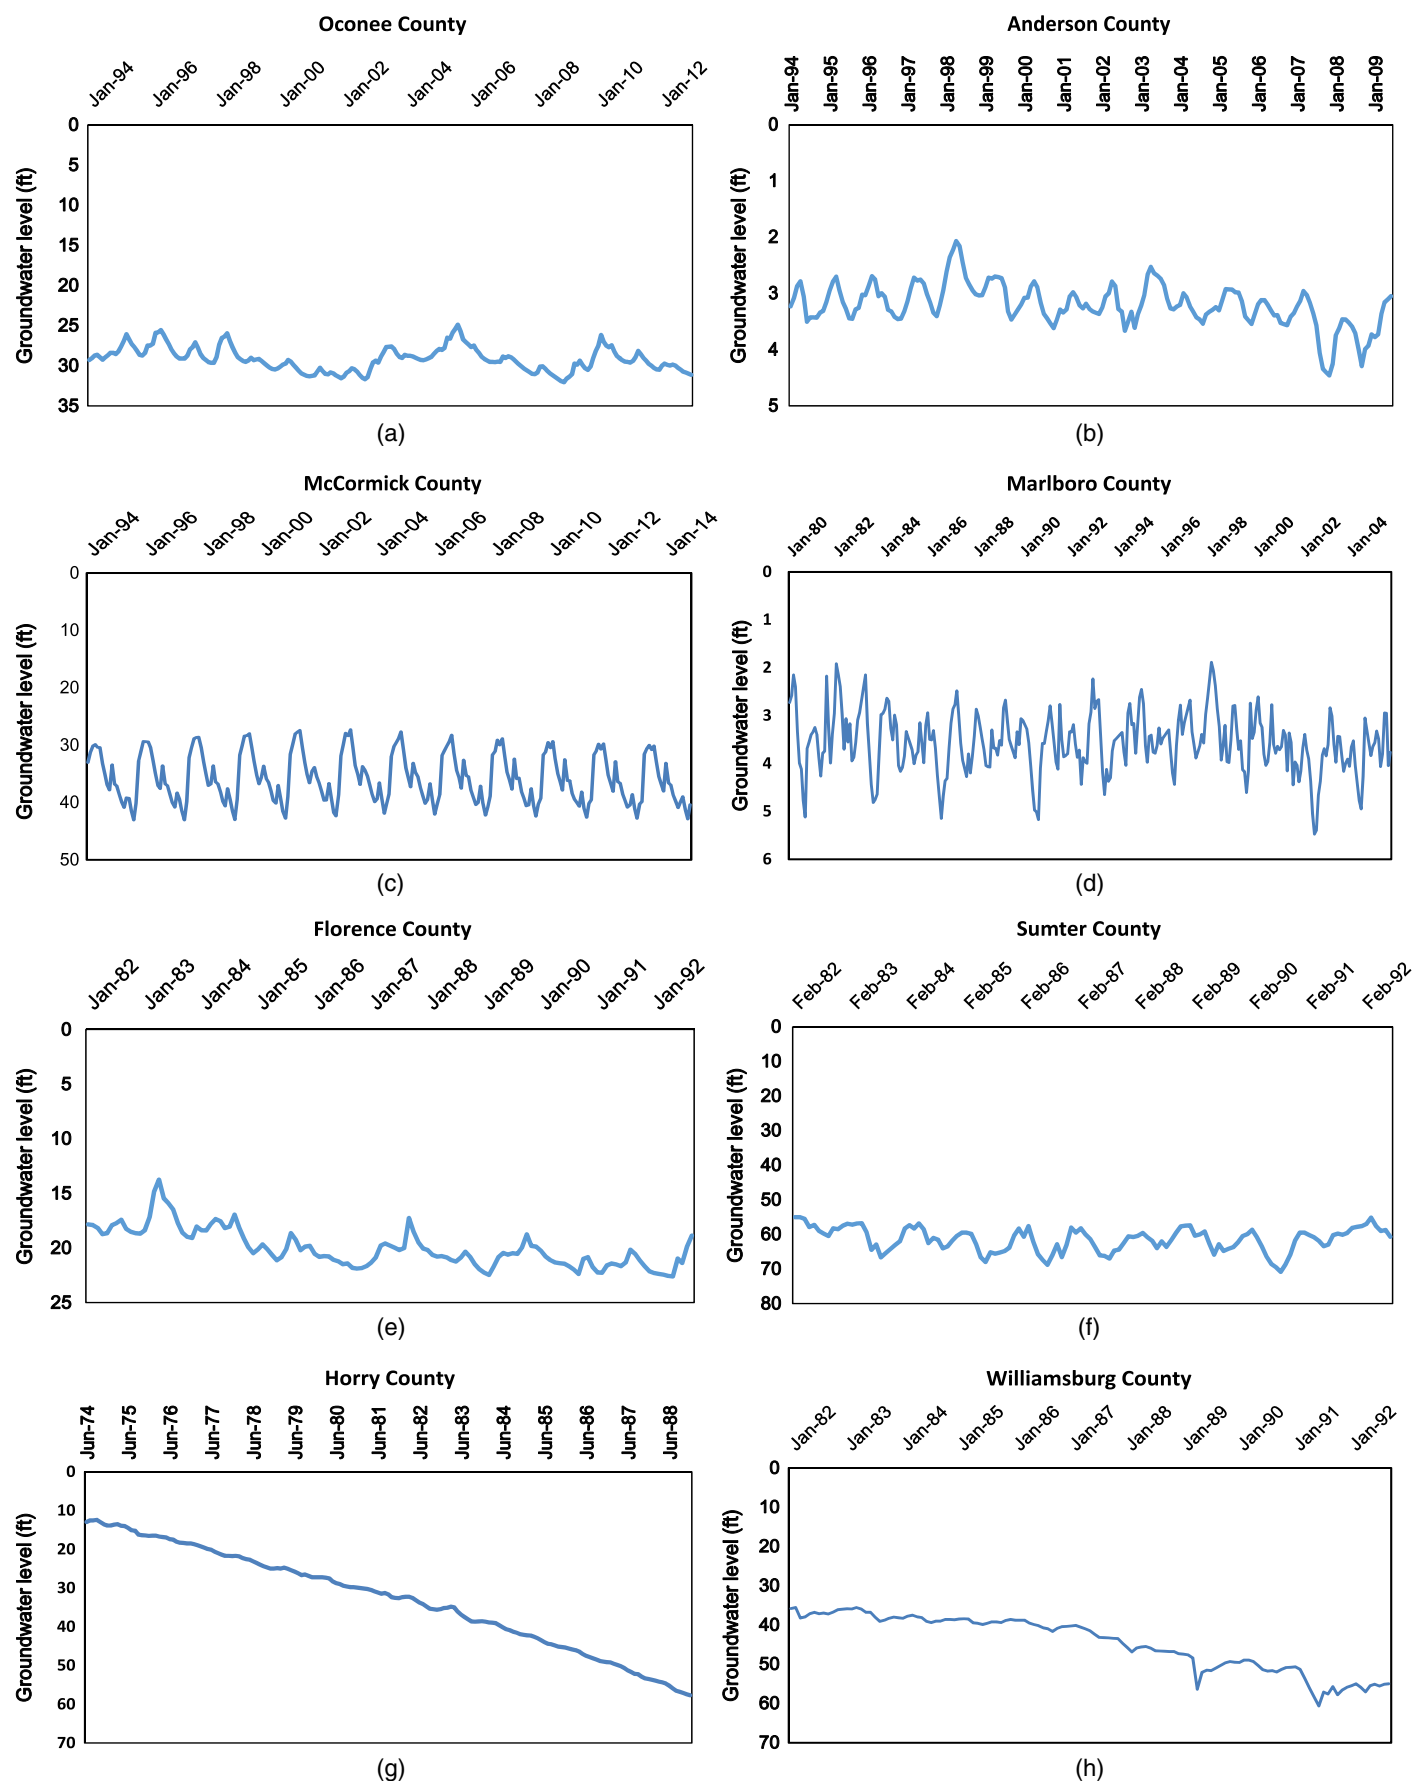 Oconee County
Jan-94 Jan-96 Jan-98 Jan-00 Jan-02 Jan-04 Jan-06 Jan-08 Jan-10 Jan-12
Groundwater level (ft)
0
5
10
15
20
25
30
35
(a)
Anderson County
Jan-94 Jan-95 Jan-96 Jan-97 Jan-98 Jan-99 Jan-00 Jan-01 Jan-02 Jan-03 Jan-04 Jan-05 Jan-06 Jan-07 Jan-08 Jan-09
Groundwater level (ft)
0
1
2
3
4
5
(b)
McCormick County
Jan-94 Jan-96 Jan-98 Jan-00 Jan-02 Jan-04 Jan-06 Jan-08 Jan-10 Jan-12 Jan-14
Groundwater level (ft)
0
10
20
30
40
50
(c)
Marlboro County
Jan-80 Jan-82 Jan-84 Jan-86 Jan-88 Jan-90 Jan-92 Jan-94 Jan-96 Jan-98 Jan-00 Jan-02 Jan-04
Groundwater level (ft)
0
1
2
3
4
5
6
(d)
Florence County
Jan-82 Jan-83 Jan-84 Jan-85 Jan-86 Jan-87 Jan-88 Jan-89 Jan-90 Jan-91 Jan-92
Groundwater level (ft)
0
5
10
15
20
25
(e)
Sumter County
Feb-82 Feb-83 Feb-84 Feb-85 Feb-86 Feb-87 Feb-88 Feb-89 Feb-90 Feb-91 Feb-92
Groundwater level (ft)
0
10
20
30
40
50
60
70
80
(f)
Horry County
Jun-74 Jun-75 Jun-76 Jun-77 Jun-78 Jun-79 Jun-80 Jun-81 Jun-82 Jun-83 Jun-84 Jun-85 Jun-86 Jun-87 Jun-88
Groundwater level (ft)
0
10
20
30
40
50
60
70
(g)
Williamsburg County
Jan-82 Jan-83 Jan-84 Jan-85 Jan-86 Jan-87 Jan-88 Jan-89 Jan-90 Jan-91 Jan-92
Groundwater level (ft)
0
10
20
30
40
50
60
70
(h)